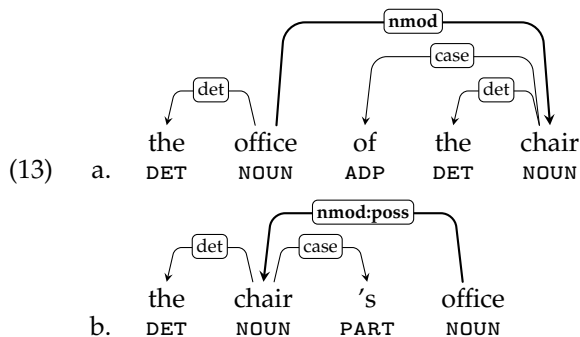 nmod
case
det det
the office of the chair
(13) a. DET NOUN ADP DET NOUN
nmod:poss
det case
the chair 's office
b. DET NOUN PART NOUN